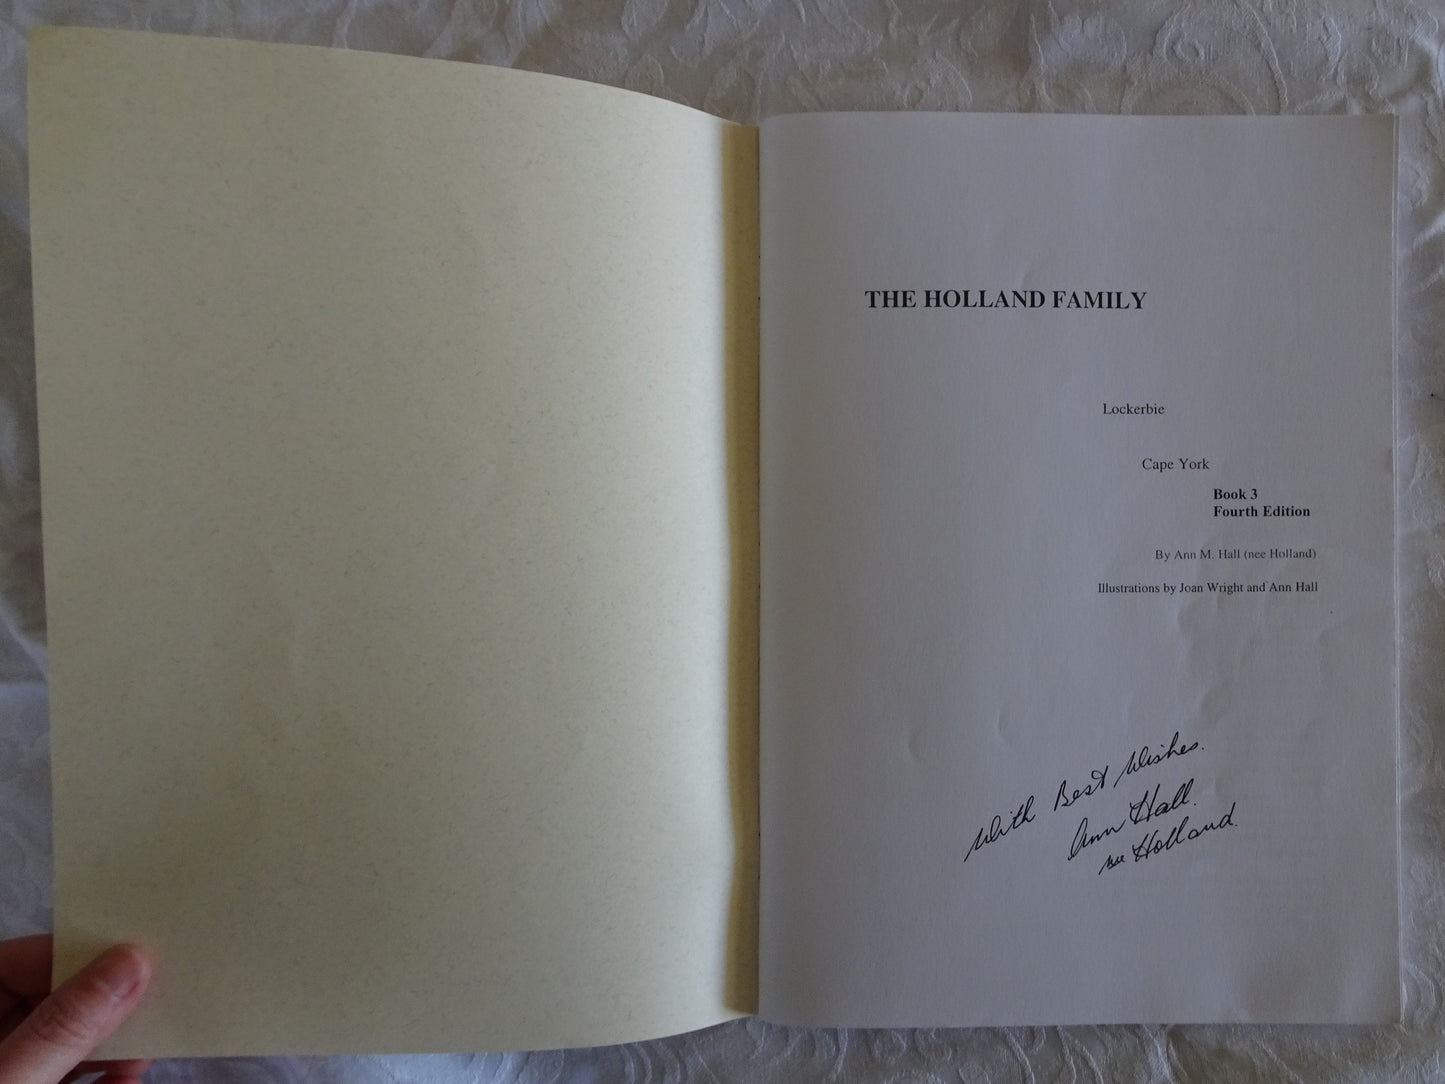 THE HOLLAND FAMILY
Lockerbie
Cape York
Book 3
Fourth Edition
By Ann M. Hall (nee Holland)
Illustrations by Joan Wright and Ann Hall
With Best Wishes.
Ann Hall.
nee Holland.